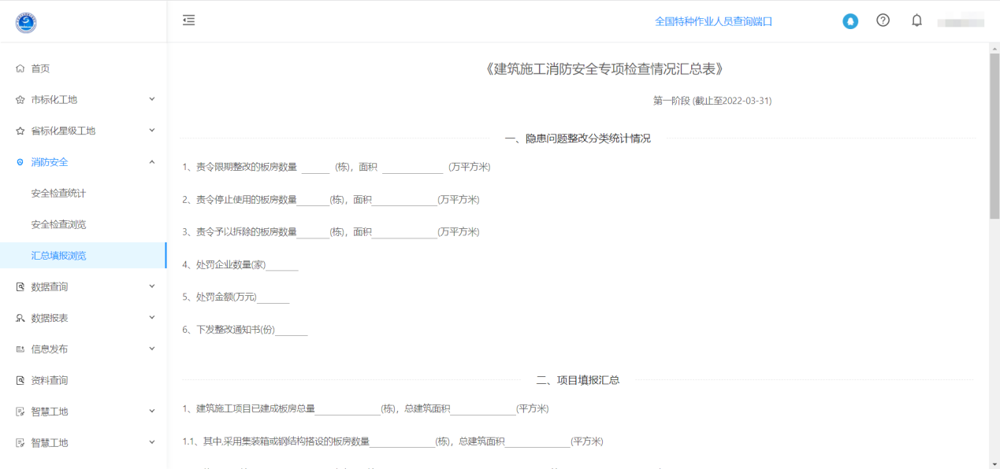 全国特种作业人员查询端口
首页
市标化工地
省标化星级工地
消防安全
安全检查统计
安全检查浏览
汇总填报浏览
数据查询
数据报表
信息发布
资料查询
智慧工地
智慧工地
《建筑施工消防安全专项检查情况汇总表》
第一阶段 (截止至2022-03-31)
一、隐患问题整改分类统计情况
1、责令限期整改的板房数量 ______ (栋)，面积 ____________ (万平方米)
2、责令停止使用的板房数量______(栋)，面积____________(万平方米)
3、责令予以拆除的板房数量______(栋)，面积____________(万平方米)
4、处罚企业数量(家)______
5、处罚金额(万元)______
6、下发整改通知书(份)______
二、项目填报汇总
1、建筑施工项目已建成板房总量____________(栋)，总建筑面积____________(平方米)
1.1、其中,采用集装箱或钢结构搭设的板房数量____________(栋)，总建筑面积____________(平方米)